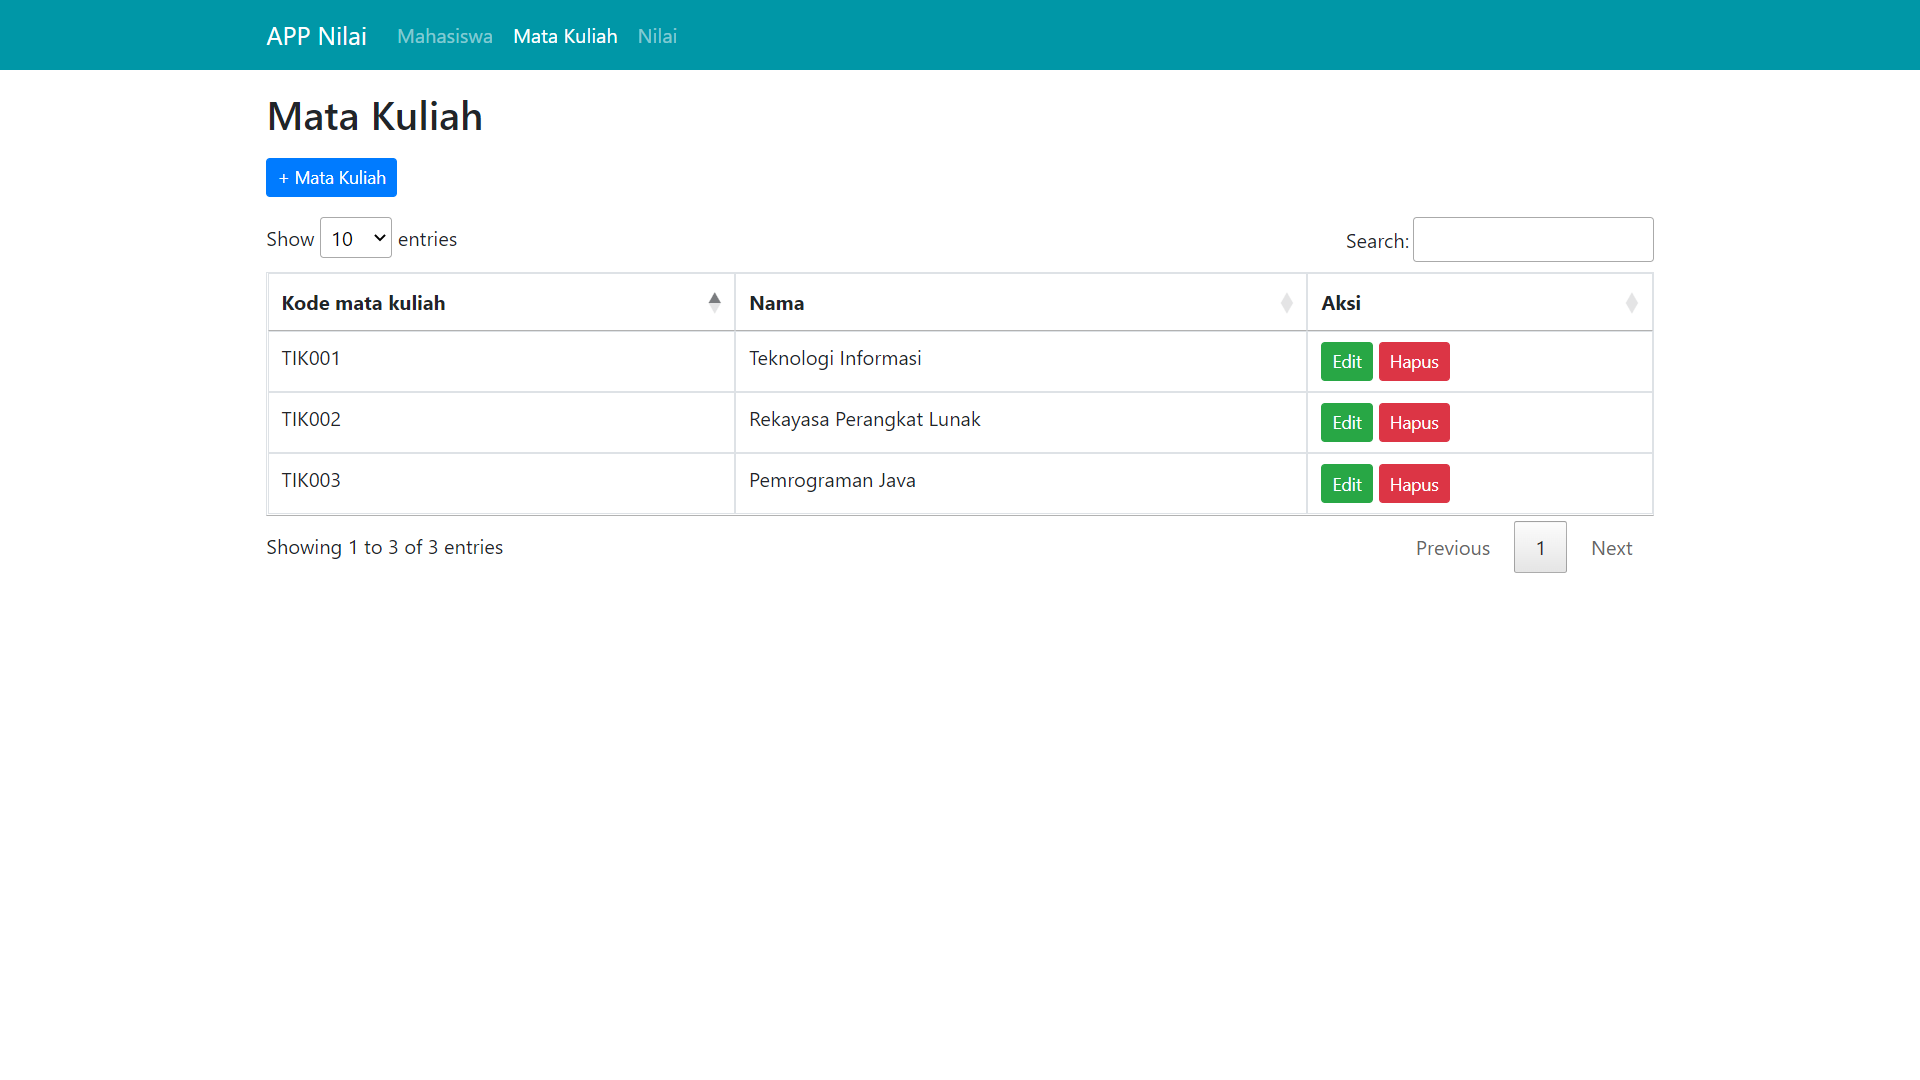 APP Nilai Mahasiswa Mata Kuliah Nilai
Mata Kuliah
+ Mata Kuliah
Show 10 entries Search:
Kode mata kuliah Nama Aksi
TIK001 Teknologi Informasi Edit Hapus
TIK002 Rekayasa Perangkat Lunak Edit Hapus
TIK003 Pemrograman Java Edit Hapus
Showing 1 to 3 of 3 entries Previous 1 Next